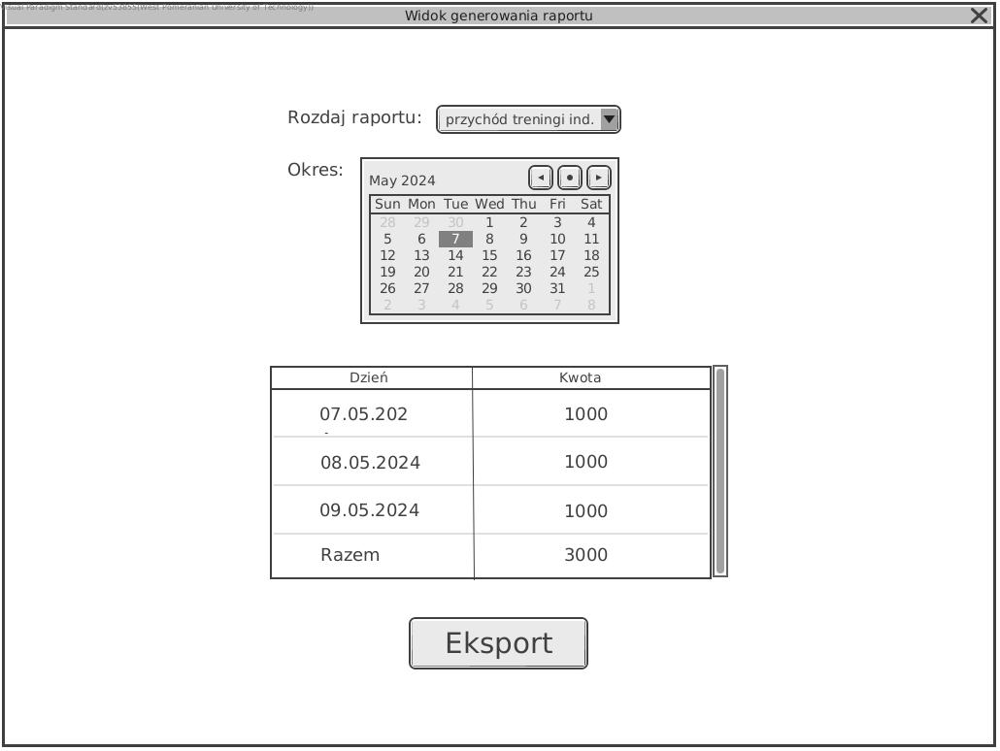 Visual Paradigm Standard(zv53855(West Pomeranian University of Technology))
Widok generowania raportu
Rozdaj raportu: przychód treningi ind.
Okres:
May 2024
Sun Mon Tue Wed Thu Fri Sat
28 29 30 1 2 3 4
5 6 7 8 9 10 11
12 13 14 15 16 17 18
19 20 21 22 23 24 25
26 27 28 29 30 31 1
2 3 4 5 6 7 8
Dzień Kwota
07.05.202 1000
08.05.2024 1000
09.05.2024 1000
Razem 3000
Eksport